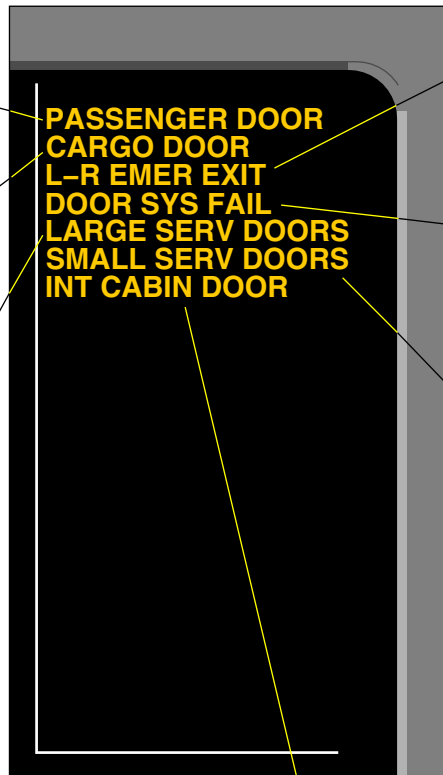 PASSENGER DOOR
CARGO DOOR
L–R EMER EXIT
DOOR SYS FAIL
LARGE SERV DOORS
SMALL SERV DOORS
INT CABIN DOOR